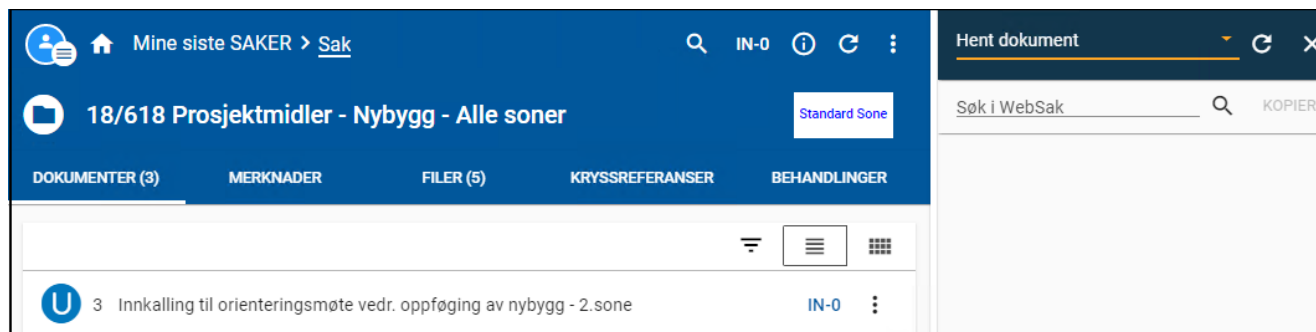 Mine siste SAKER > Sak
IN-0
Hent dokument
18/618 Prosjektmidler - Nybygg - Alle soner
Standard Sone
Søk i WebSak
KOPIER
DOKUMENTER (3)
MERKNADER
FILER (5)
KRYSSREFERANSER
BEHANDLINGER
U
3 Innkalling til orienteringsmøte vedr. oppføging av nybygg - 2.sone
IN-0